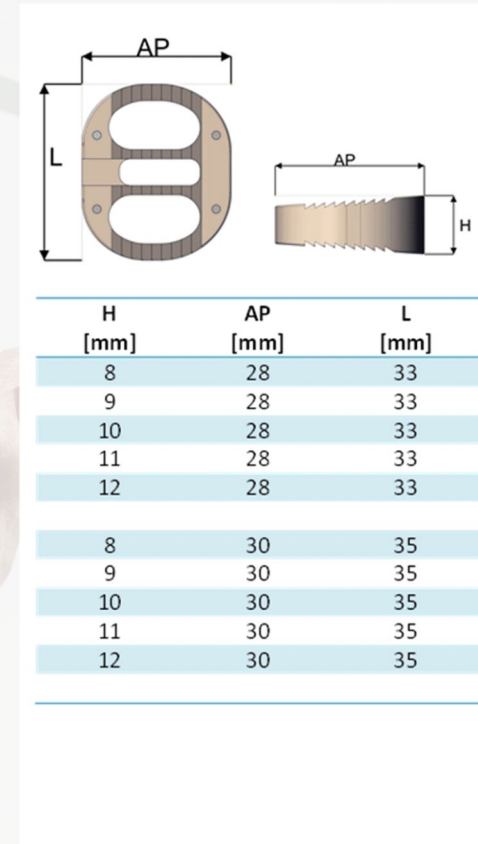 AP
L
AP
H
H AP L
[mm] [mm] [mm]
8 28 33
9 28 33
10 28 33
11 28 33
12 28 33
8 30 35
9 30 35
10 30 35
11 30 35
12 30 35